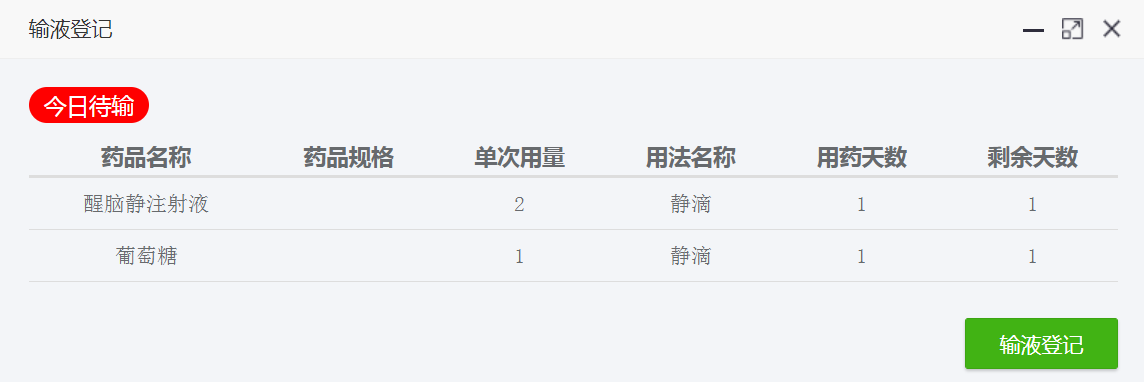 输液登记
今日待输
药品名称 药品规格 单次用量 用法名称 用药天数 剩余天数
醒脑静注射液 2 静滴 1 1
葡萄糖 1 静滴 1 1
输液登记